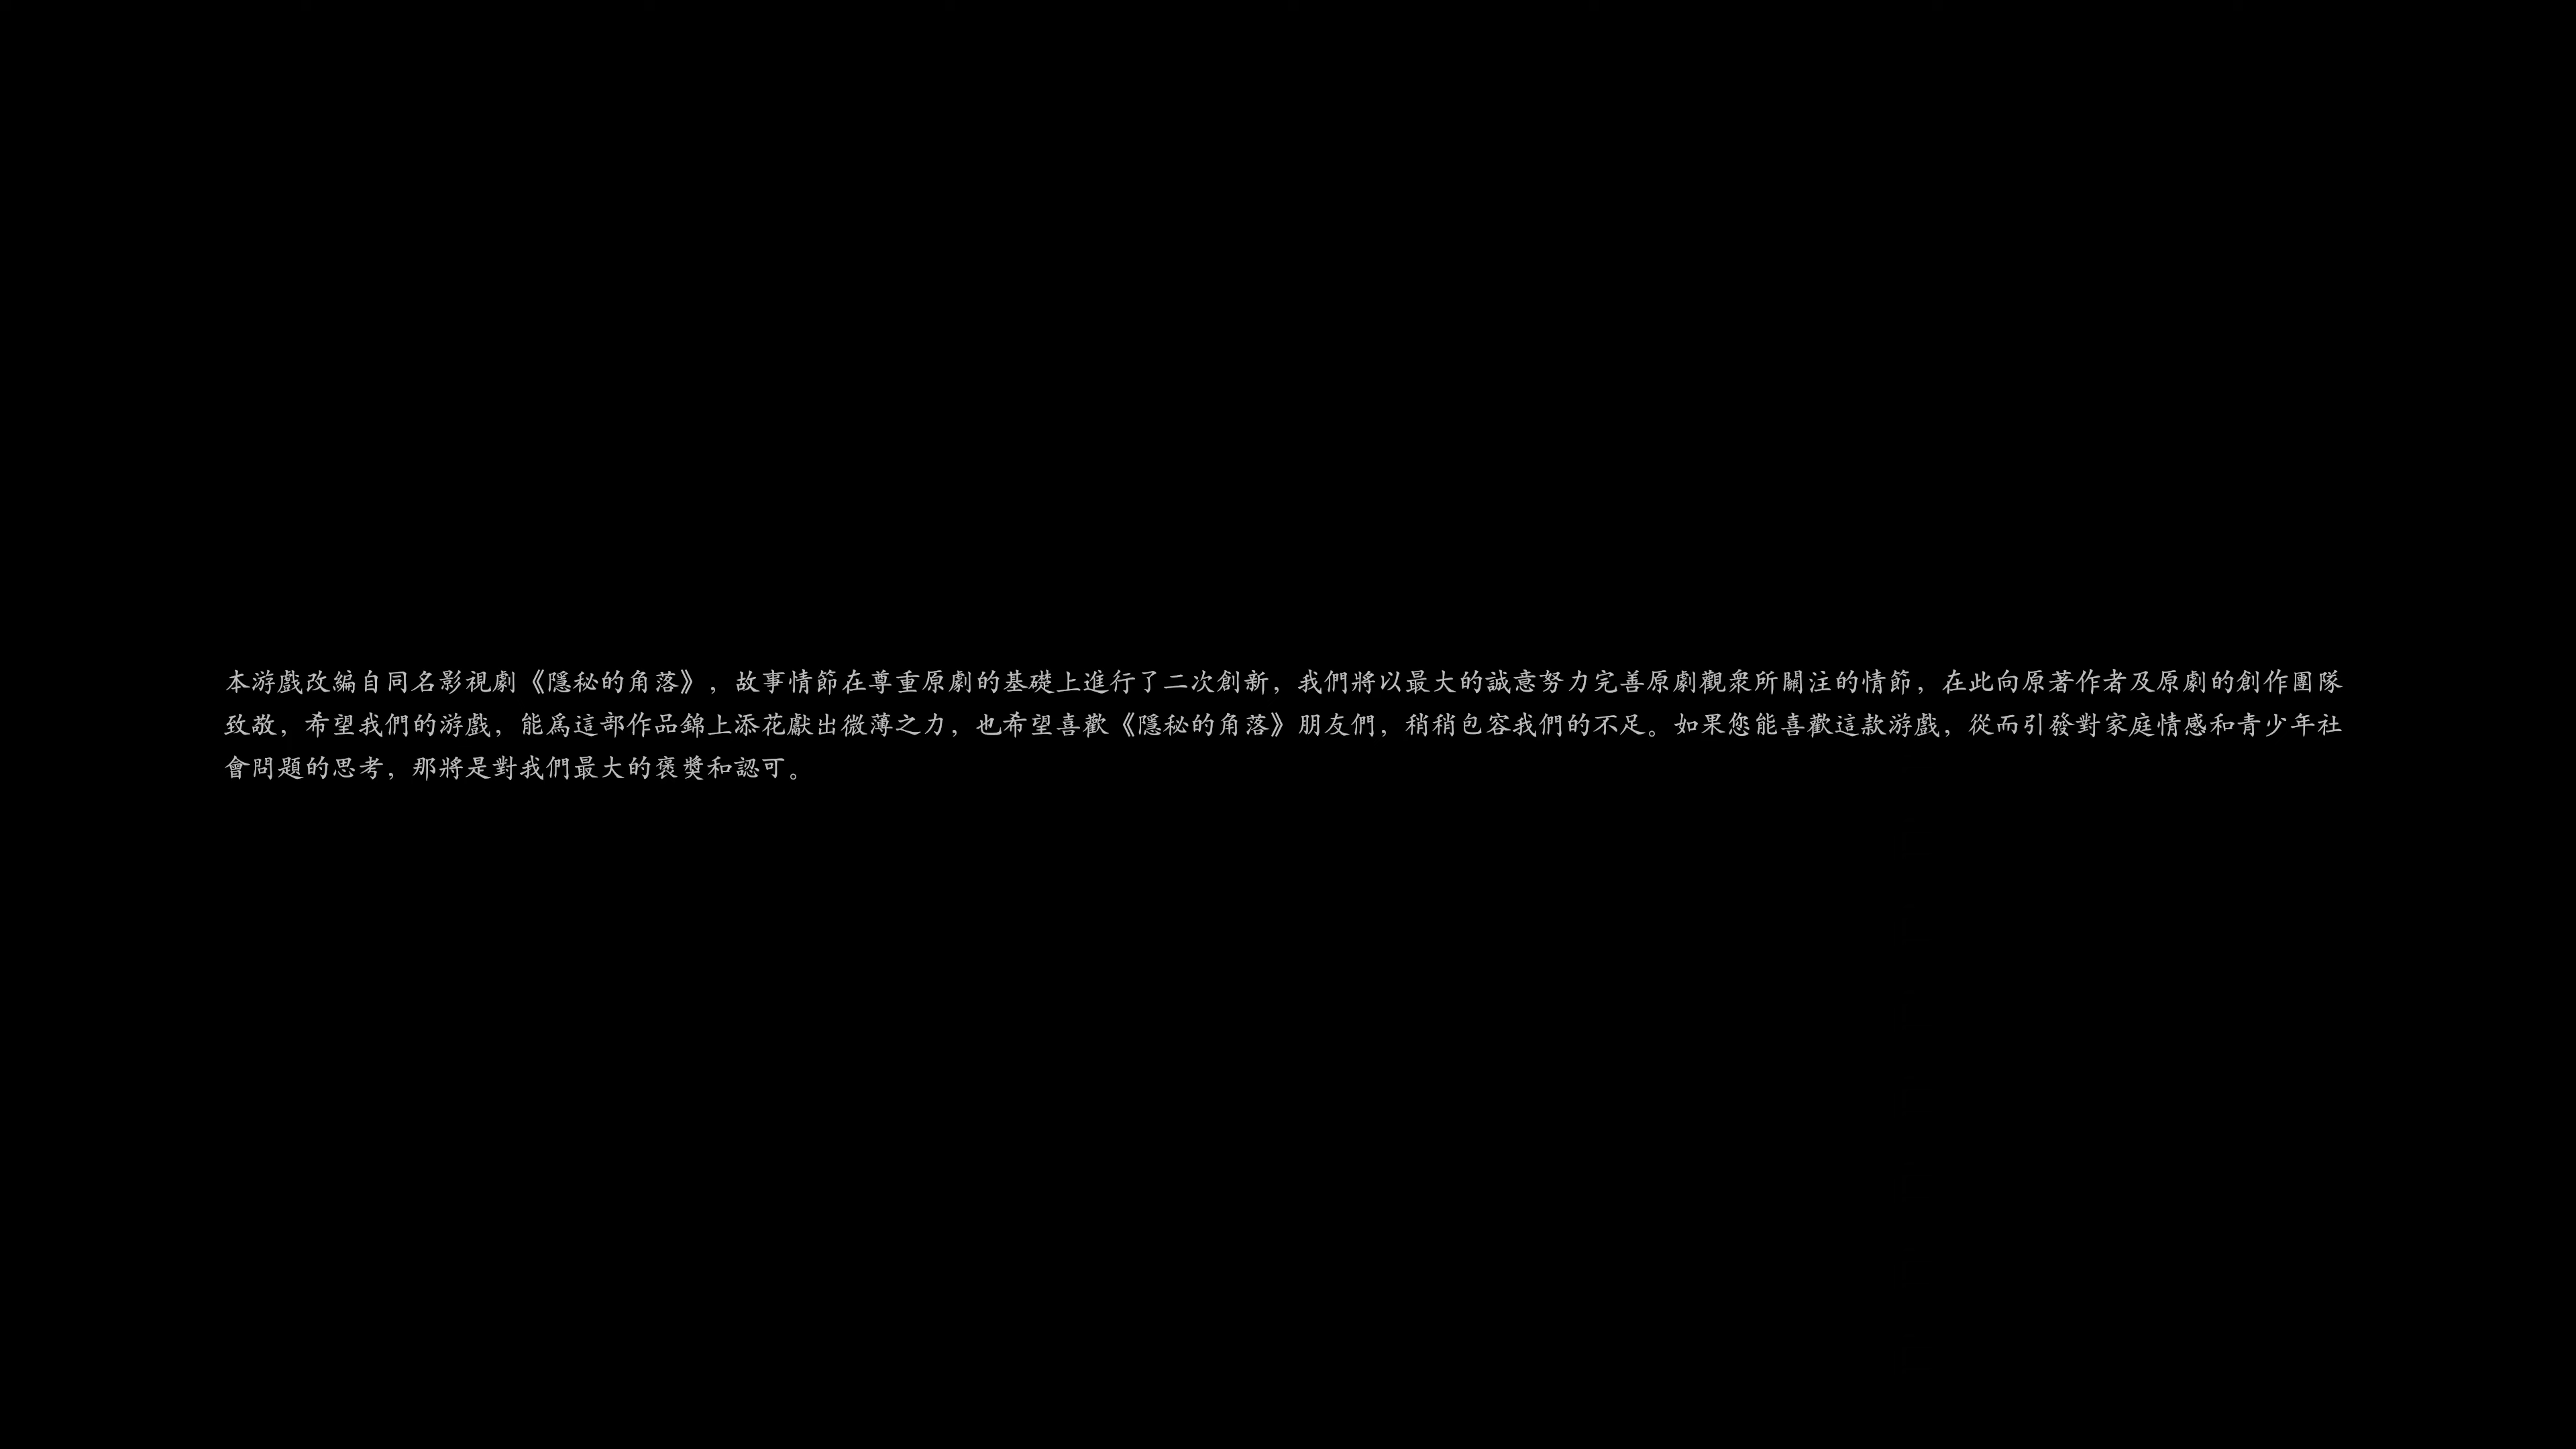 本游戲改編自同名影視劇《隱秘的角落》，故事情節在尊重原劇的基礎上進行了二次創新，我們將以最大的誠意努力完善原劇觀衆所關注的情節，在此向原著作者及原劇的創作團隊
致敬，希望我們的游戲，能爲這部作品錦上添花獻出微薄之力，也希望喜歡《隱秘的角落》朋友們，稍稍包容我們的不足。如果您能喜歡這款游戲，從而引發對家庭情感和青少年社
會問題的思考，那將是對我們最大的褒獎和認可。